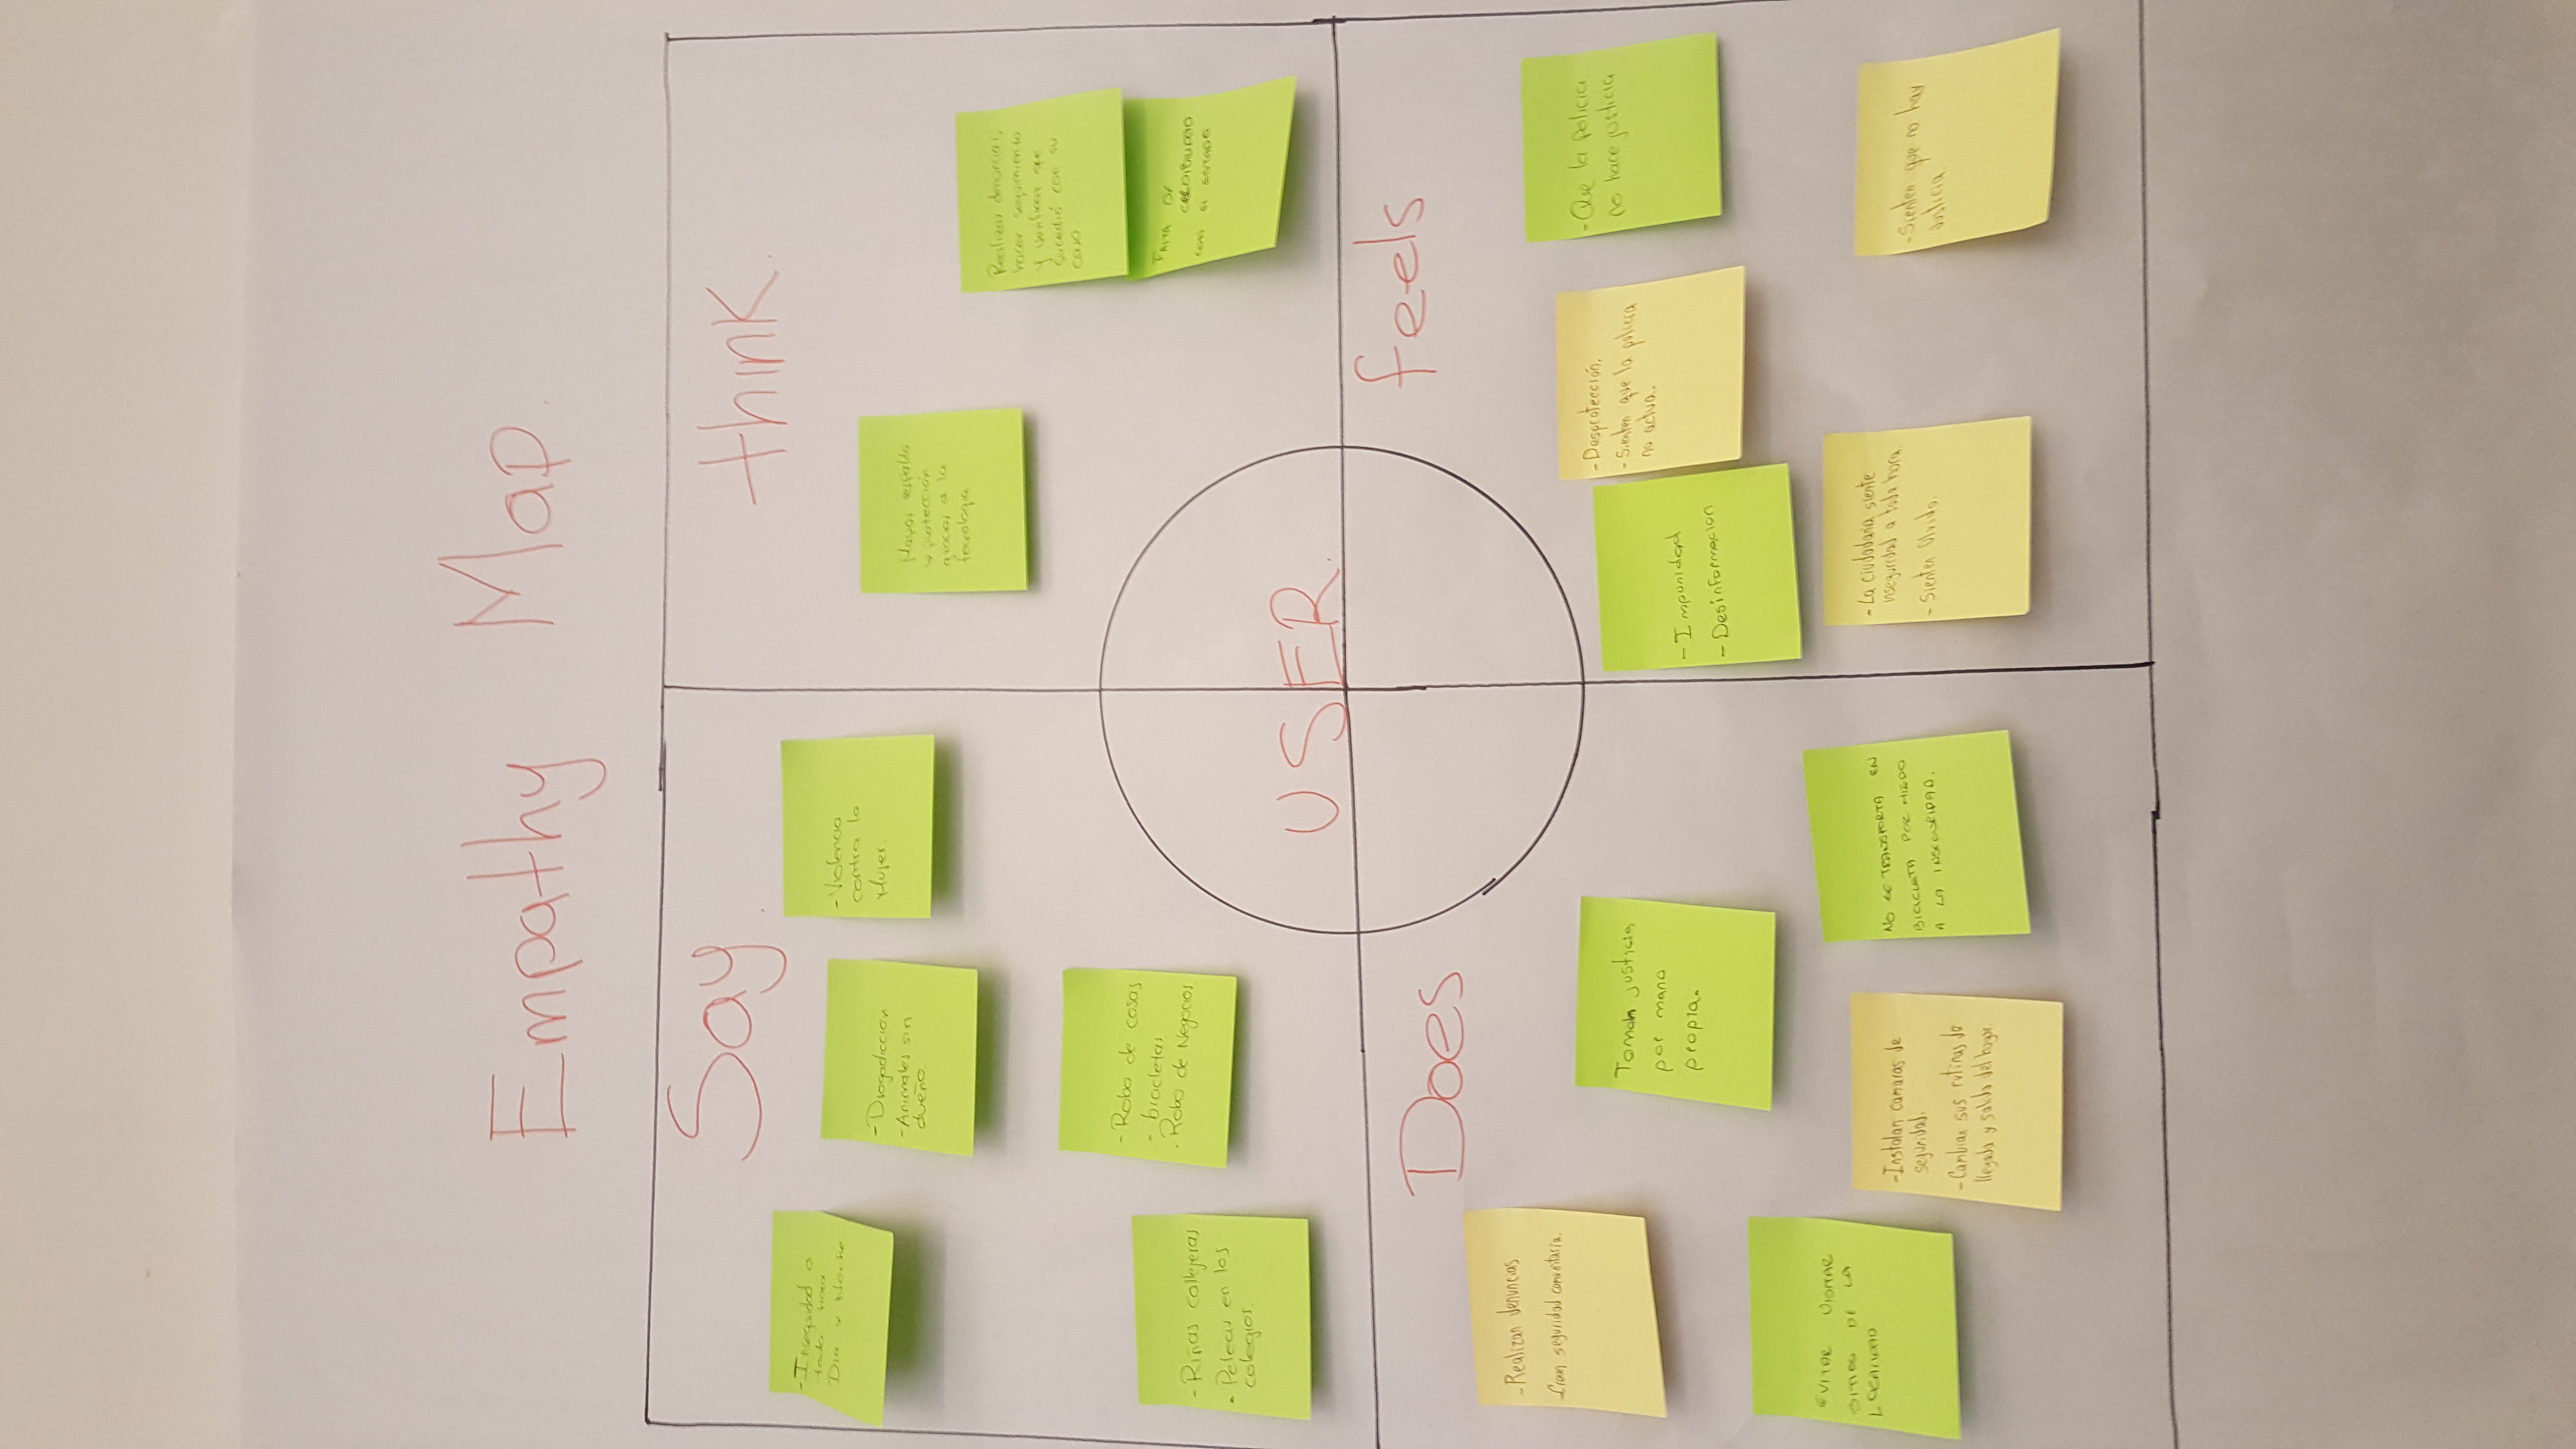 Empathy Map.
Say.
- Inseguridad a
toda hora
Dia y Noche
- Drogadiccion
- Animales sin
dueño
- Violencia
contra la
Mujer.
- Riñas callejeras
- Peleas en los
colegios.
- Robo de cosas
- bicicletas
- Robo de Negocios
think.
Mayor respaldo
y protección
gracias a la
tecnologia
Realizar denuncias,
hacer seguimiento
y verificar que
sucedió con su
caso.
FALTA DE
CREDIBILIDAD
CON EL ESTADO
USER.
Does
- Realizan denuncias.
- Crean seguridad comunitaria.
Toman justicia
por mano
propia.
EVITAR VISITAR
SITIOS DE LA
LOCALIDAD
- Instalan camaras de
seguridad.
- Cambian sus rutinas de
llegada y salida del hogar.
NO SE TRANSPORTA EN
BICICLETA POR MIEDO
A LA INSEGURIDAD.
feels
- Impunidad
- Desinformacion
- Desprotección.
- Sienten que la policia
no actua.
- Que la policia
no hace justicia
- La ciudadania siente
inseguridad a toda hora.
- Sienten Olvido.
- Sienten que no hay
Justicia.